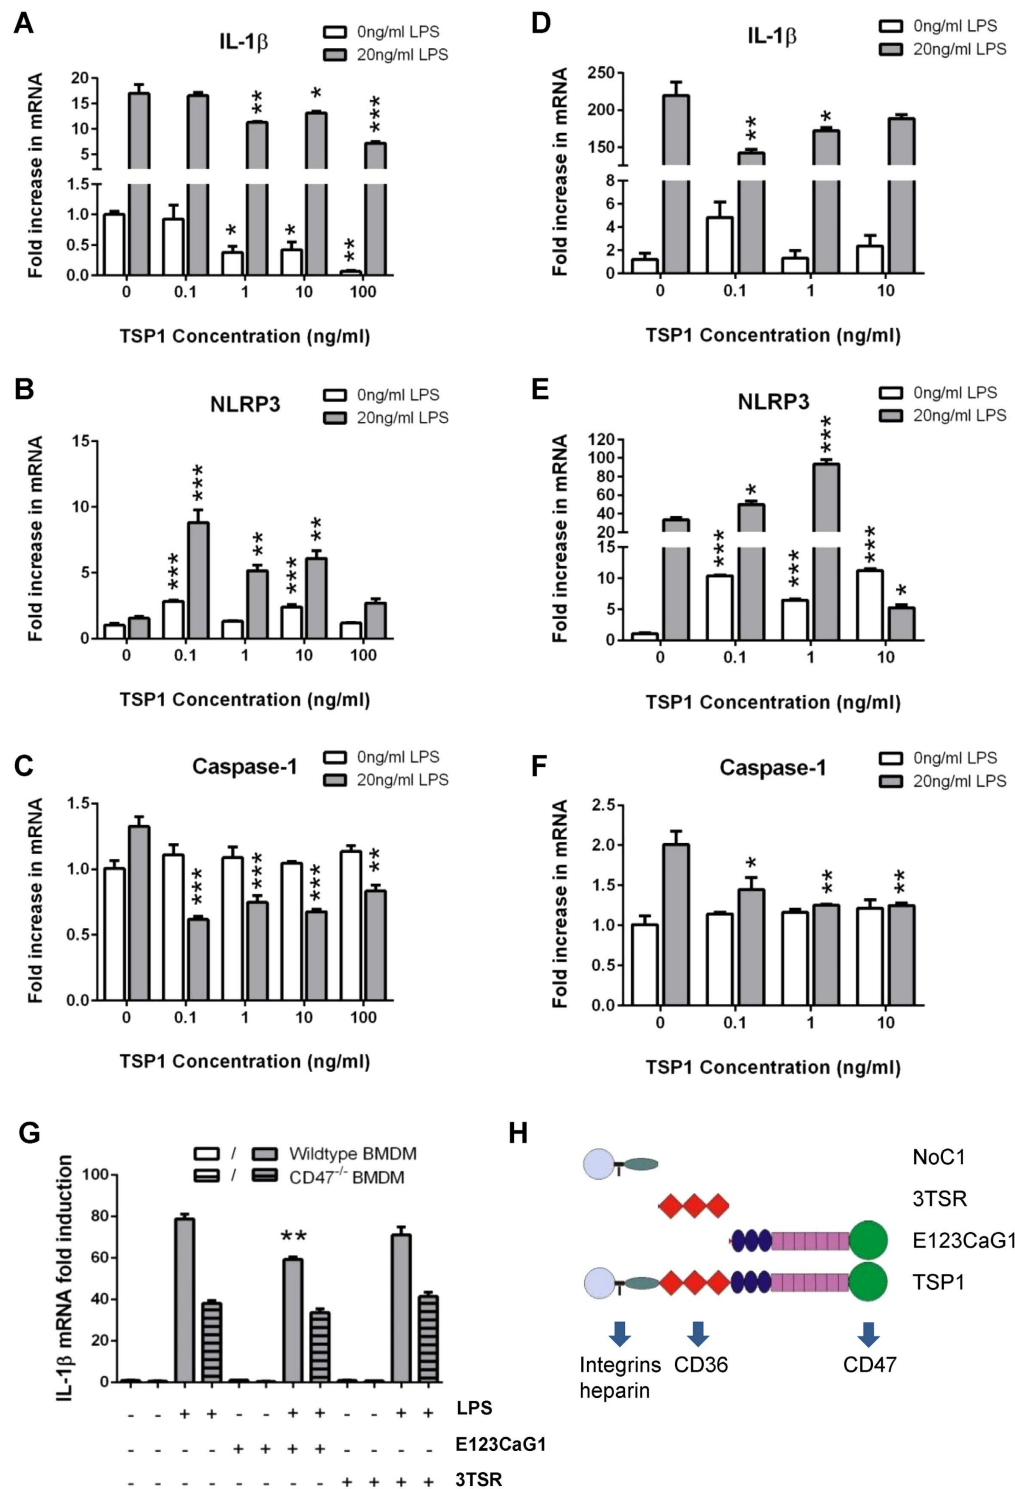 A
IL-1β
0ng/ml LPS
20ng/ml LPS
Fold increase in mRNA
20
15
10
5
1.5
1.0
0.5
0.0
** * ***
* * **
0 0.1 1 10 100
TSP1 Concentration (ng/ml)
D
IL-1β
0ng/ml LPS
20ng/ml LPS
Fold increase in mRNA
250
200
150
8
6
4
2
0
** *
0 0.1 1 10
TSP1 Concentration (ng/ml)
B
NLRP3
0ng/ml LPS
20ng/ml LPS
Fold increase in mRNA
15
10
5
0
*** *** ** *** **
0 0.1 1 10 100
TSP1 Concentration (ng/ml)
E
NLRP3
0ng/ml LPS
20ng/ml LPS
Fold increase in mRNA
120
100
80
60
40
20
15
10
5
0
*** * *** *** *** *
0 0.1 1 10
TSP1 Concentration (ng/ml)
C
Caspase-1
0ng/ml LPS
20ng/ml LPS
Fold increase in mRNA
1.5
1.0
0.5
0.0
*** *** *** **
0 0.1 1 10 100
TSP1 Concentration (ng/ml)
F
Caspase-1
0ng/ml LPS
20ng/ml LPS
Fold increase in mRNA
2.5
2.0
1.5
1.0
0.5
0.0
* ** **
0 0.1 1 10
TSP1 Concentration (ng/ml)
G
/ Wildtype BMDM
/ CD47-/- BMDM
IL-1β mRNA fold induction
100
80
60
40
20
0
**
- - + + - - + + - - + + LPS
- - - - + + + + - - - - E123CaG1
- - - - - - - - + + + + 3TSR
H
NoC1
3TSR
E123CaG1
TSP1
Integrins CD36 CD47
heparin